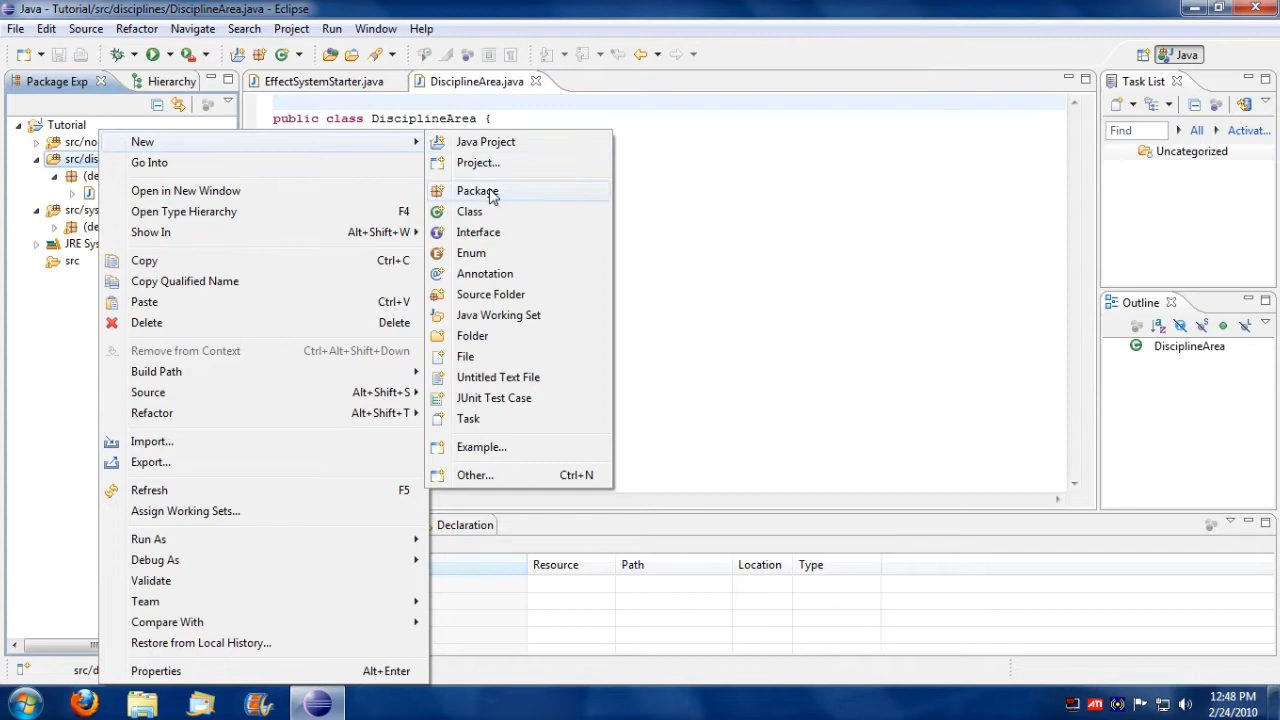 Java - Tutorial/src/disciplines/DisciplineArea.java - Eclipse
File Edit Source Refactor Navigate Search Project Run Window Help
Java
Package Exp Hierarchy EffectSystemStarter.java DisciplineArea.java Task List
Tutorial
public class DisciplineArea {
Find All Activat...
Uncategorized
src/no
src/dis
(de
J
src/sys
(de
JRE Sys
src
New
Go Into
Open in New Window
Open Type Hierarchy F4
Show In Alt+Shift+W
Copy Ctrl+C
Copy Qualified Name
Paste Ctrl+V
Delete Delete
Remove from Context Ctrl+Alt+Shift+Down
Build Path
Source Alt+Shift+S
Refactor Alt+Shift+T
Import...
Export...
Refresh F5
Assign Working Sets...
Run As
Debug As
Validate
Team
Compare With
Restore from Local History...
Properties Alt+Enter
Java Project
Project...
Package
Class
Interface
Enum
Annotation
Source Folder
Java Working Set
Folder
File
Untitled Text File
JUnit Test Case
Task
Example...
Other... Ctrl+N
Outline
DisciplineArea
Declaration
Resource Path Location Type
src/d
ATI
12:48 PM
2/24/2010